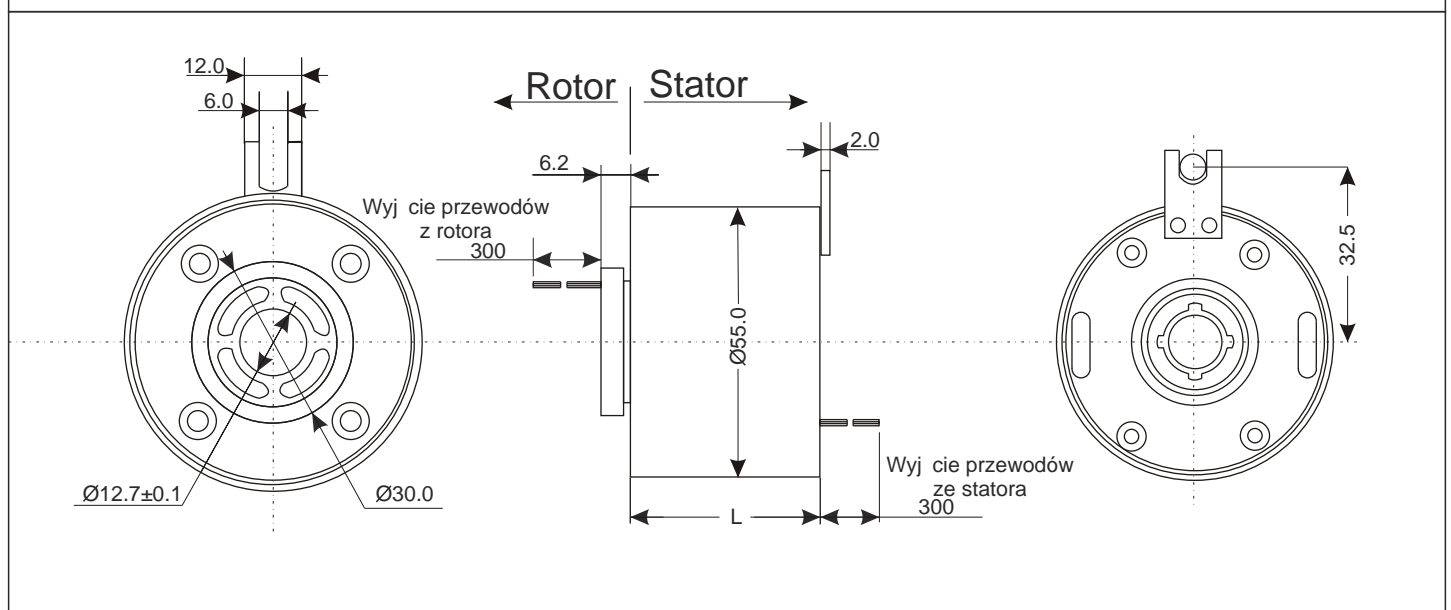 12.0
6.0
Ø12.7±0.1
Ø30.0
Rotor
Stator
6.2
2.0
Wyj cie przewodów
z rotora
300
Ø55.0
L
Wyj cie przewodów
ze statora
300
32.5